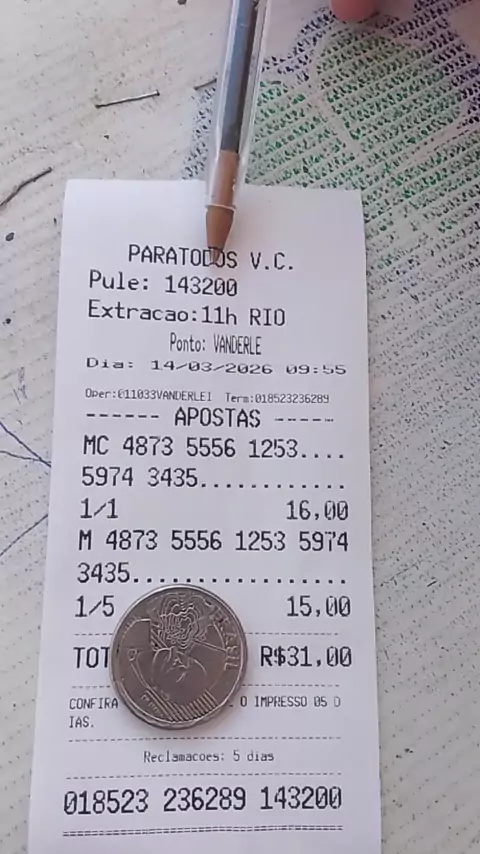 PARATODOS V.C.
Pule: 143200
Extracao:11h RIO
Ponto: VANDERLE
Dia: 14/03/2026 09:55
Oper:011033VANDERLEI Term:018523236289
------ APOSTAS ------
MC 4873 5556 1253....
5974 3435............
1/1 16,00
M 4873 5556 1253 5974
3435.................
1/5 15,00
TOT R$31,00
CONFIRA O IMPRESSO 05 D
IAS.
Reclamacoes: 5 dias
018523 236289 143200
BRASIL